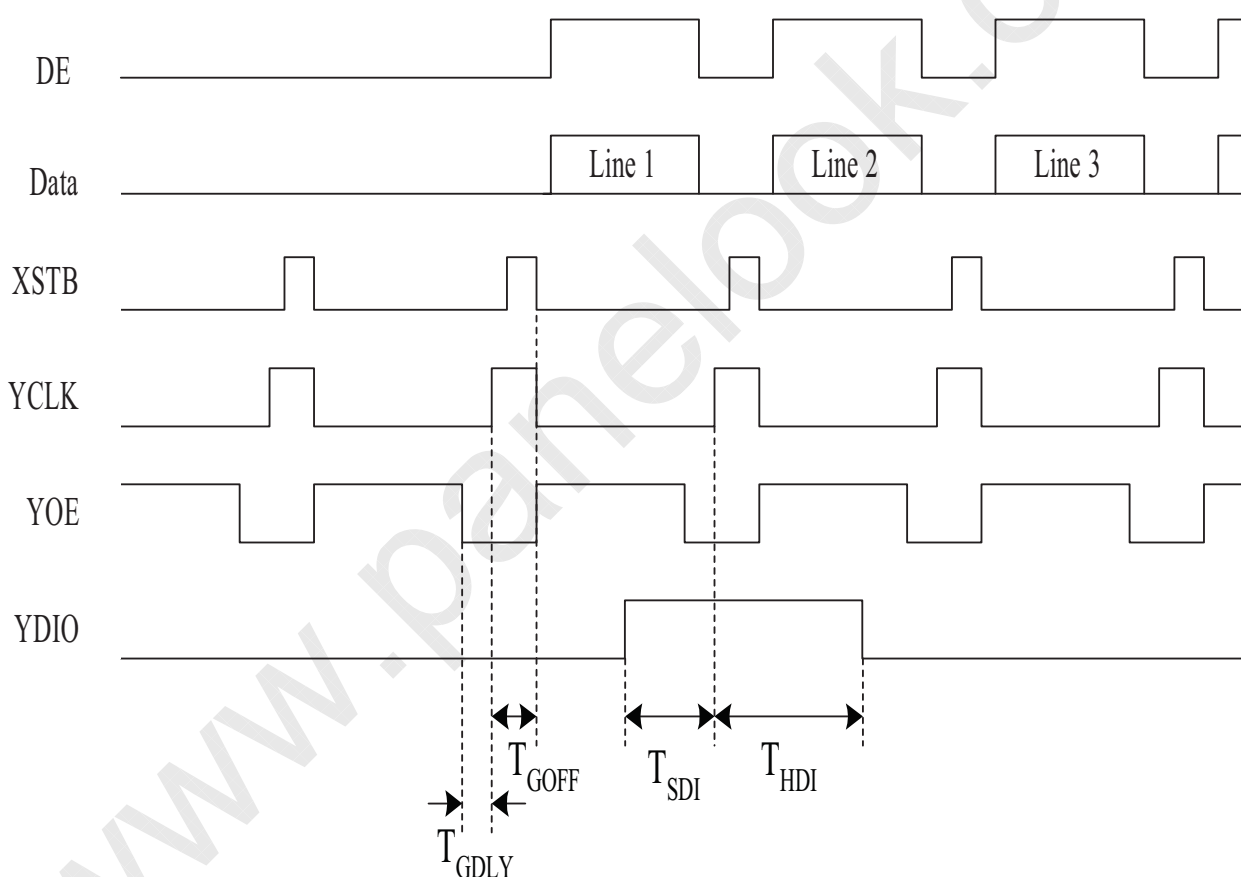 DE
Data
Line 1
Line 2
Line 3
XSTB
YCLK
YOE
YDIO
TGOFF
TSDI
THDI
TGDLY
www.panelook.c